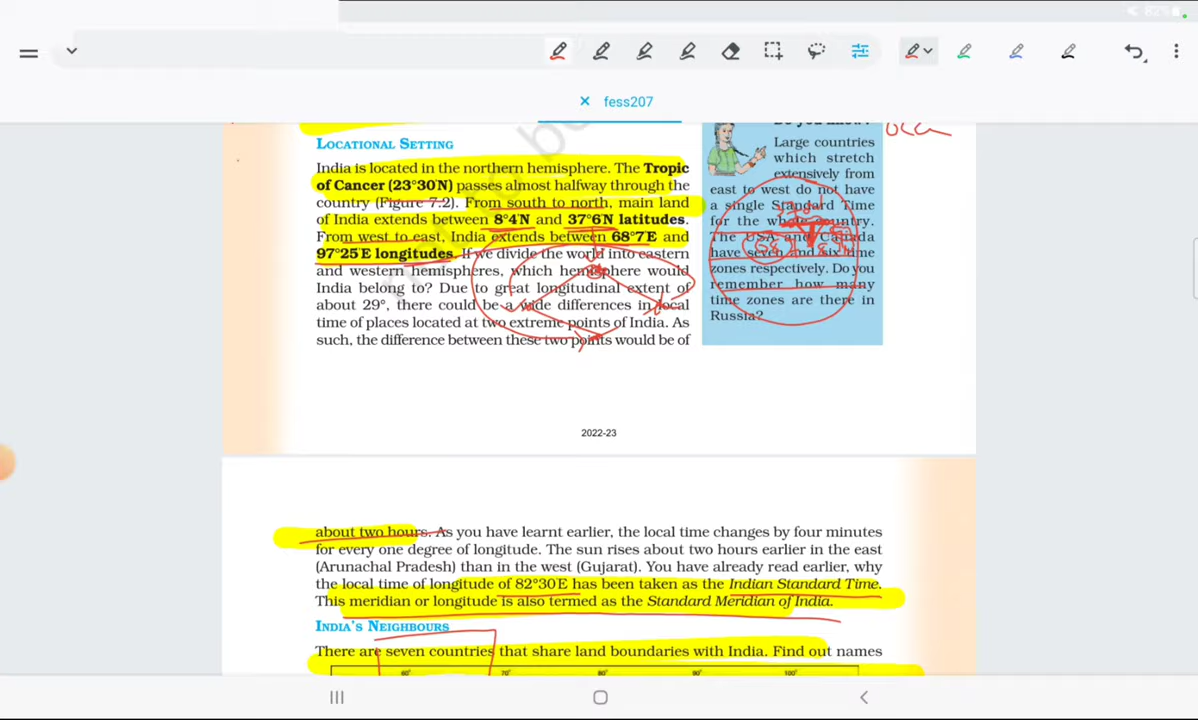 82%
fess207
LOCATIONAL SETTING
India is located in the northern hemisphere. The Tropic
of Cancer (23°30'N) passes almost halfway through the
country (Figure 7.2). From south to north, main land
of India extends between 8°4'N and 37°6'N latitudes.
From west to east, India extends between 68°7'E and
97°25'E longitudes. If we divide the world into eastern
and western hemispheres, which hemisphere would
India belong to? Due to great longitudinal extent of
about 29°, there could be a wide differences in local
time of places located at two extreme points of India. As
such, the difference between these two points would be of
Do you know?
Large countries
which stretch
extensively from
east to west do not have
a single Standard Time
for the whole country.
The USA and Canada
have seven and six time
zones respectively. Do you
remember how many
time zones are there in
Russia?
2022-23
about two hours. As you have learnt earlier, the local time changes by four minutes
for every one degree of longitude. The sun rises about two hours earlier in the east
(Arunachal Pradesh) than in the west (Gujarat). You have already read earlier, why
the local time of longitude of 82°30'E has been taken as the Indian Standard Time.
This meridian or longitude is also termed as the Standard Meridian of India.
INDIA'S NEIGHBOURS
There are seven countries that share land boundaries with India. Find out names
60° 70° 80° 90° 100°